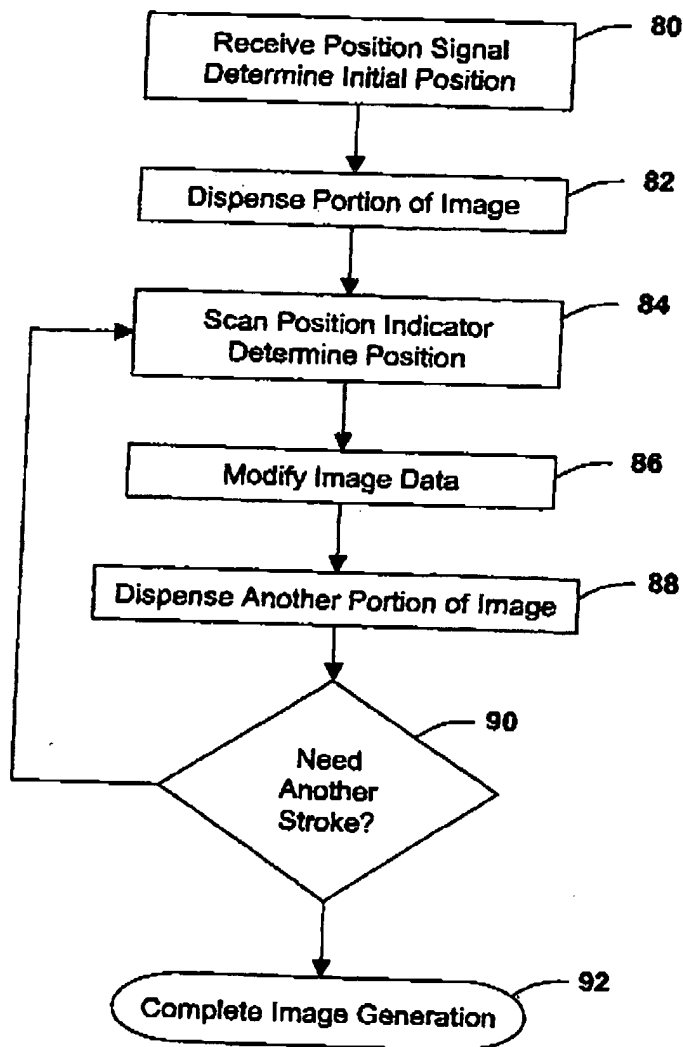 Receive Position Signal
Determine Initial Position
80
Dispense Portion of Image
82
Scan Position Indicator
Determine Position
84
Modify Image Data
86
Dispense Another Portion of Image
88
Need
Another
Stroke?
90
Complete Image Generation
92